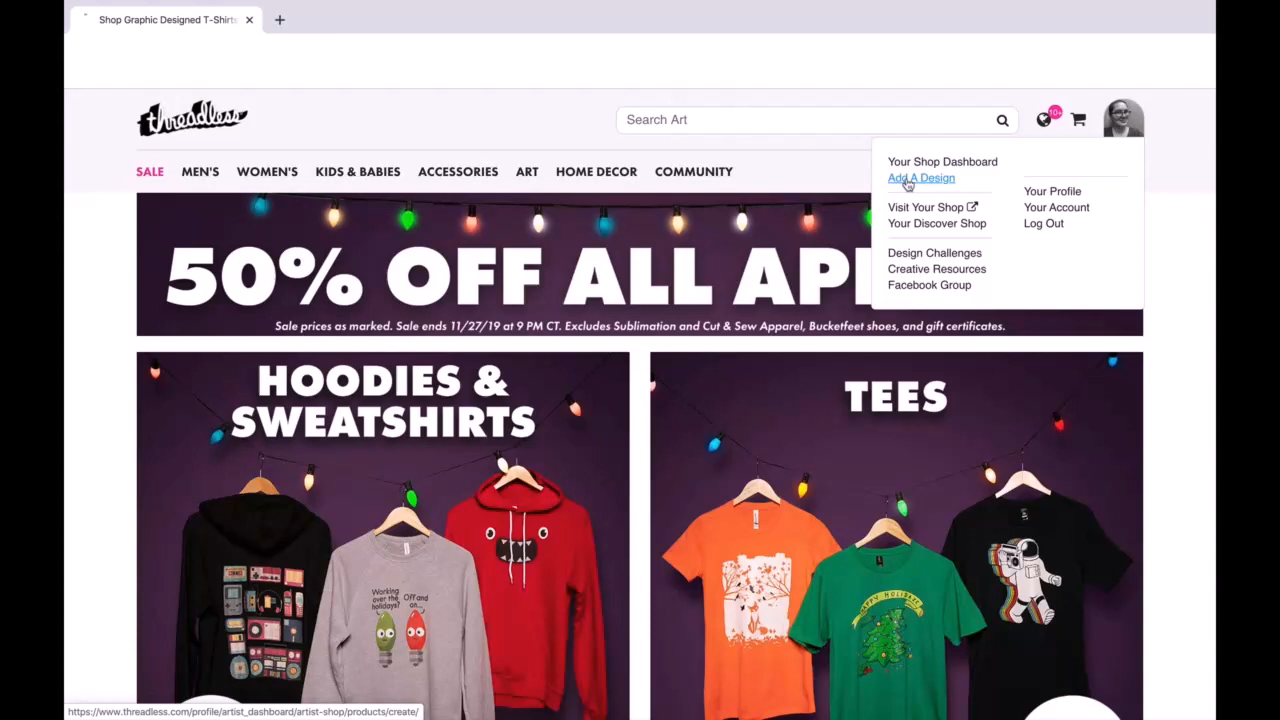 Shop Graphic Designed T-Shirts
threadless
Search Art
10+
SALE MEN'S WOMEN'S KIDS & BABIES ACCESSORIES ART HOME DECOR COMMUNITY
Your Shop Dashboard
Add A Design
Visit Your Shop
Your Discover Shop
Design Challenges
Creative Resources
Facebook Group
Your Profile
Your Account
Log Out
50% OFF ALL AP
Sale prices as marked. Sale ends 11/27/19 at 9 PM CT. Excludes Sublimation and Cut & Sew Apparel, Bucketfeet shoes, and gift certificates.
HOODIES &
SWEATSHIRTS
TEES
Working
over the
holidays?
Off and
on...
HAPPY HOLIDAYS
https://www.threadless.com/profile/artist_dashboard/artist-shop/products/create/